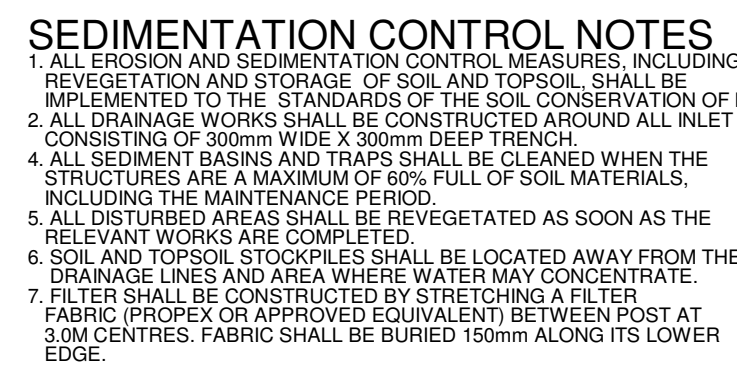 SEDIMENTATION CONTROL NOTES
1. ALL EROSION AND SEDIMENTATION CONTROL MEASURES, INCLUDING
REVEGETATION AND STORAGE OF SOIL AND TOPSOIL, SHALL BE
IMPLEMENTED TO THE STANDARDS OF THE SOIL CONSERVATION OF
2. ALL DRAINAGE WORKS SHALL BE CONSTRUCTED AROUND ALL INLET
CONSISTING OF 300mm WIDE X 300mm DEEP TRENCH.
4. ALL SEDIMENT BASINS AND TRAPS SHALL BE CLEANED WHEN THE
STRUCTURES ARE A MAXIMUM OF 60% FULL OF SOIL MATERIALS,
INCLUDING THE MAINTENANCE PERIOD.
5. ALL DISTURBED AREAS SHALL BE REVEGETATED AS SOON AS THE
RELEVANT WORKS ARE COMPLETED.
6. SOIL AND TOPSOIL STOCKPILES SHALL BE LOCATED AWAY FROM THE
DRAINAGE LINES AND AREA WHERE WATER MAY CONCENTRATE.
7. FILTER SHALL BE CONSTRUCTED BY STRETCHING A FILTER
FABRIC (PROPEX OR APPROVED EQUIVALENT) BETWEEN POST AT
3.0M CENTRES. FABRIC SHALL BE BURIED 150mm ALONG ITS LOWER
EDGE.